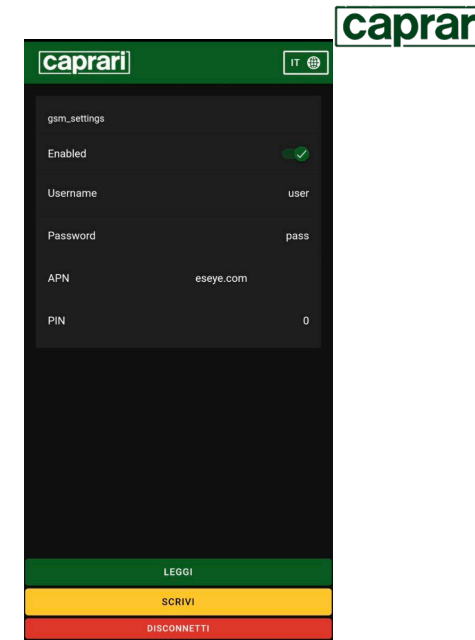 caprari
caprari
IT
gsm_settings
Enabled
Username user
Password pass
APN eseye.com
PIN 0
LEGGI
SCRIVI
DISCONNETTI